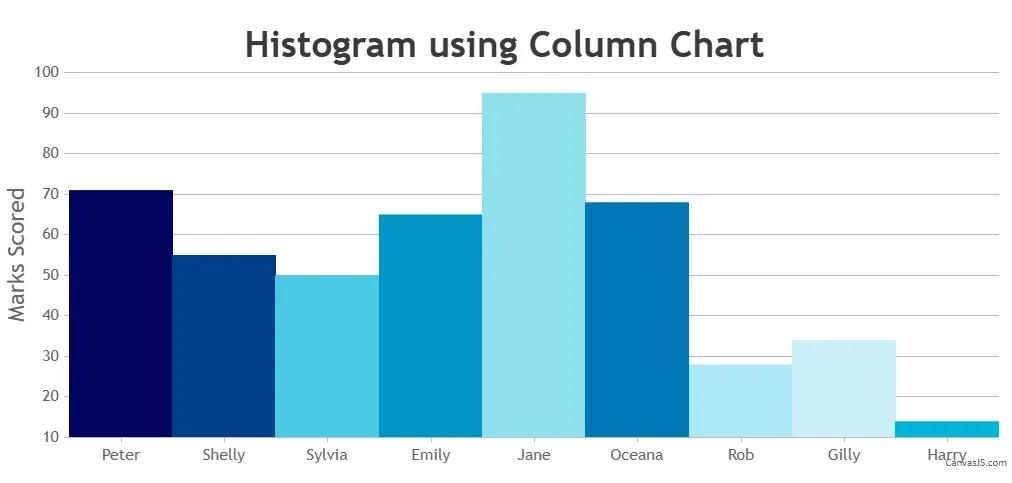 Histogram using Column Chart
Marks Scored
100
90
80
70
60
50
40
30
20
10
Peter Shelly Sylvia Emily Jane Oceana Rob Gilly Harry
CanvasJS.com